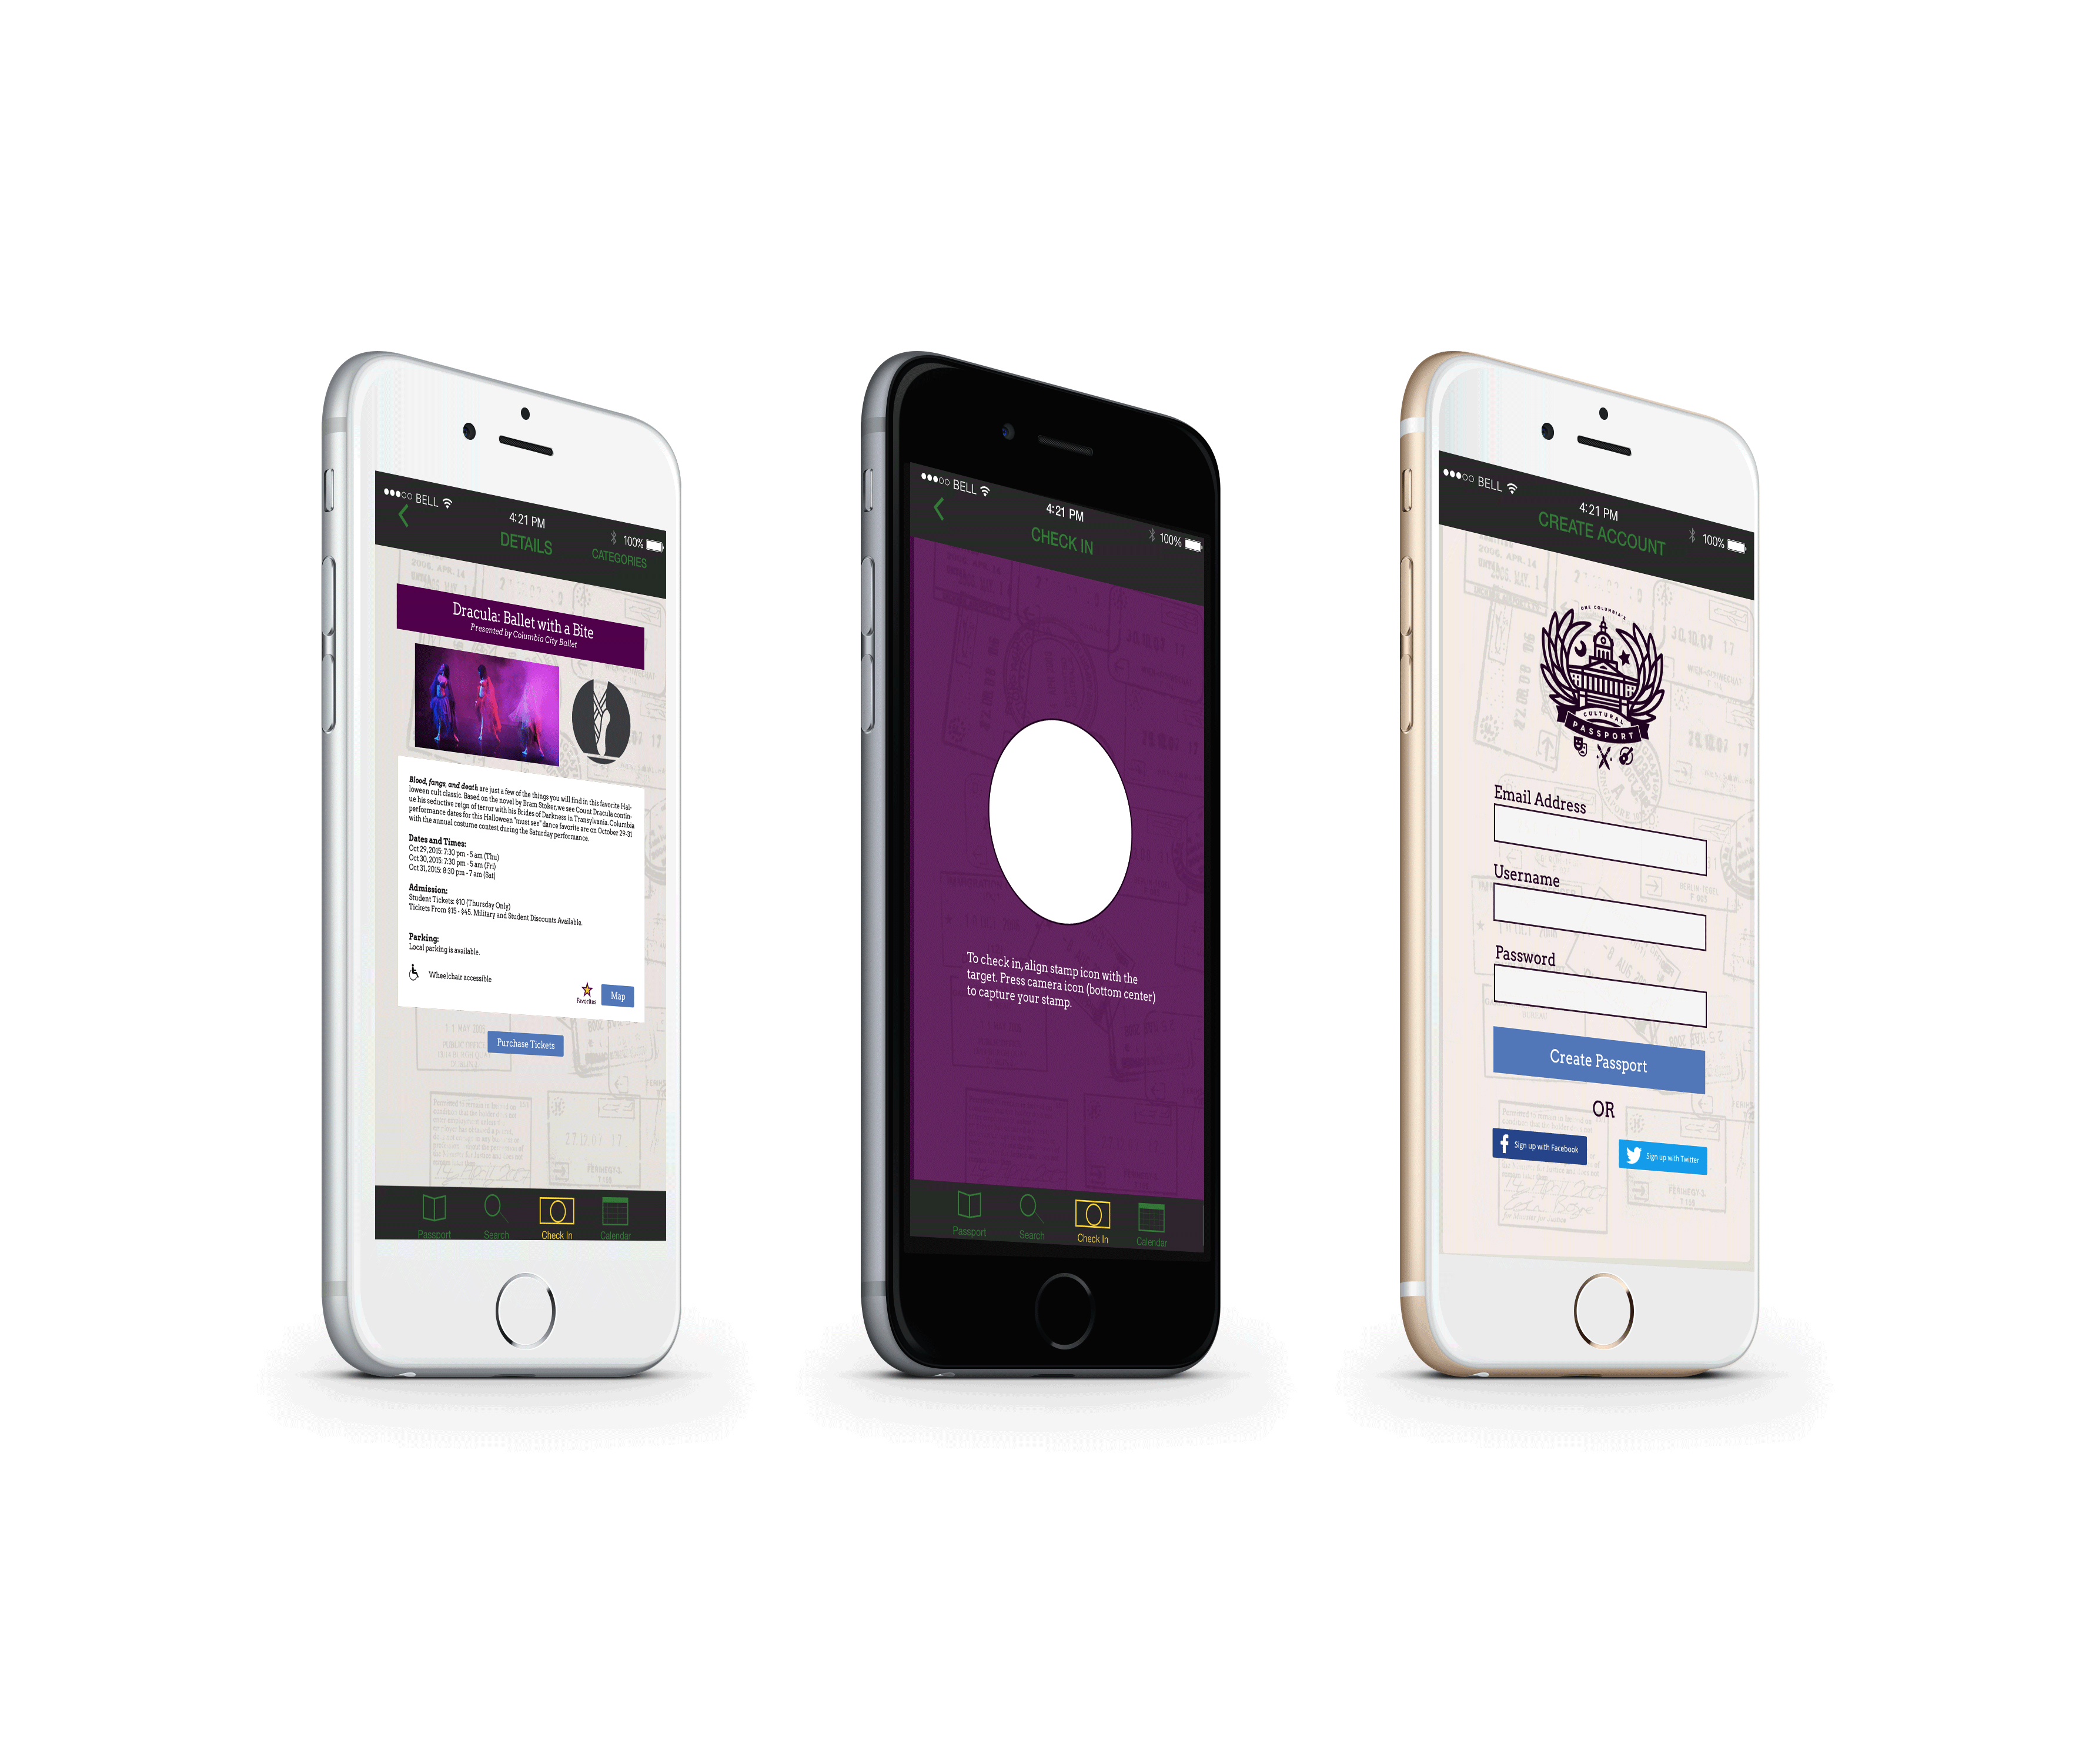 BELL
4:21 PM
100%
DETAILS
CATEGORIES
Dracula: Ballet with a Bite
Presented by Columbia City Ballet
Blood, fangs, and death are just a few of the things you will find in this favorite Hal-
loween cult classic. Based on the novel by Bram Stoker, we see Count Dracula contin-
ue his seductive reign of terror with his Brides of Darkness in Transylvania. Columbia
performance dates for this Halloween "must see" dance favorite are on October 29-31
with the annual costume contest during the Saturday performance.
Dates and Times:
Oct 29, 2015: 7:30 pm - 5 am (Thu)
Oct 30, 2015: 7:30 pm - 5 am (Fri)
Oct 31, 2015: 8:30 pm - 7 am (Sat)
Admission:
Student Tickets: $10 (Thursday Only)
Tickets From $15 - $45. Military and Student Discounts Available.
Parking:
Local parking is available.
Wheelchair accessible
Favorites
Map
Purchase Tickets
Passport
Search
Check In
Calendar
BELL
4:21 PM
100%
CHECK IN
To check in, align stamp icon with the
target. Press camera icon (bottom center)
to capture your stamp.
Passport
Search
Check In
Calendar
BELL
4:21 PM
100%
CREATE ACCOUNT
ONE COLUMBIA'S
CULTURAL
PASSPORT
Email Address
Username
Password
Create Passport
OR
Sign up with Facebook
Sign up with Twitter